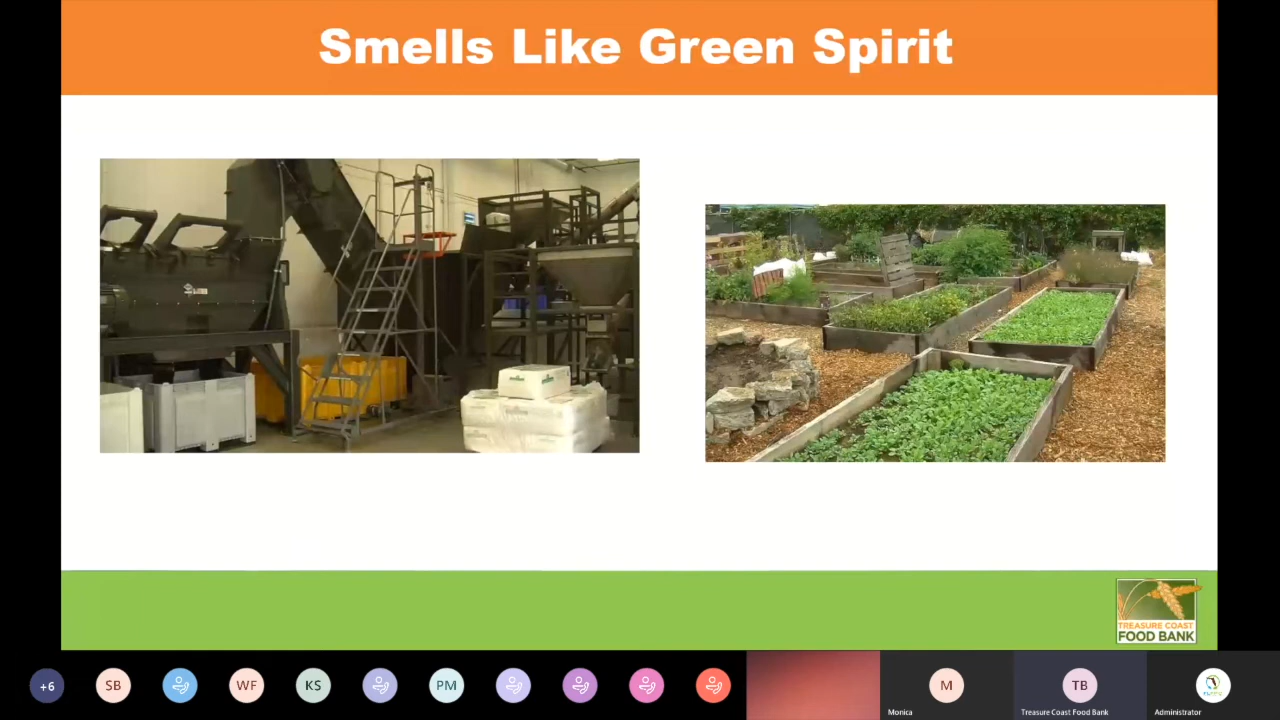 Smells Like Green Spirit
TREASURE COAST
FOOD BANK
+6
SB
WF
KS
PM
M
TB
Monica
Treasure Coast Food Bank
Administrator